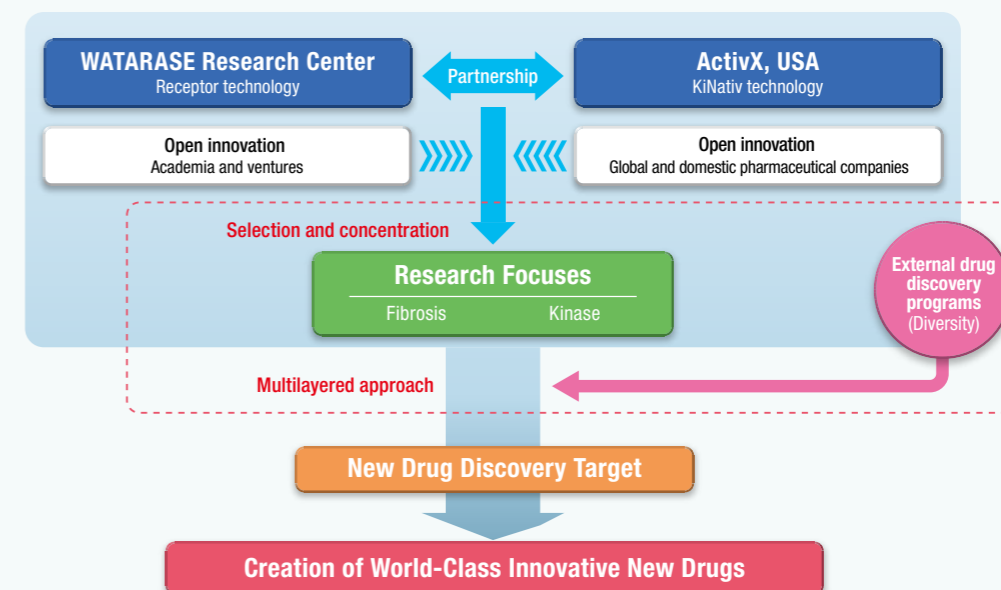 WATARASE Research Center
Receptor technology
Partnership
ActivX, USA
KiNativ technology
Open innovation
Academia and ventures
Open innovation
Global and domestic pharmaceutical companies
Selection and concentration
Research Focuses
Fibrosis
Kinase
External drug
discovery
programs
(Diversity)
Multilayered approach
New Drug Discovery Target
Creation of World-Class Innovative New Drugs